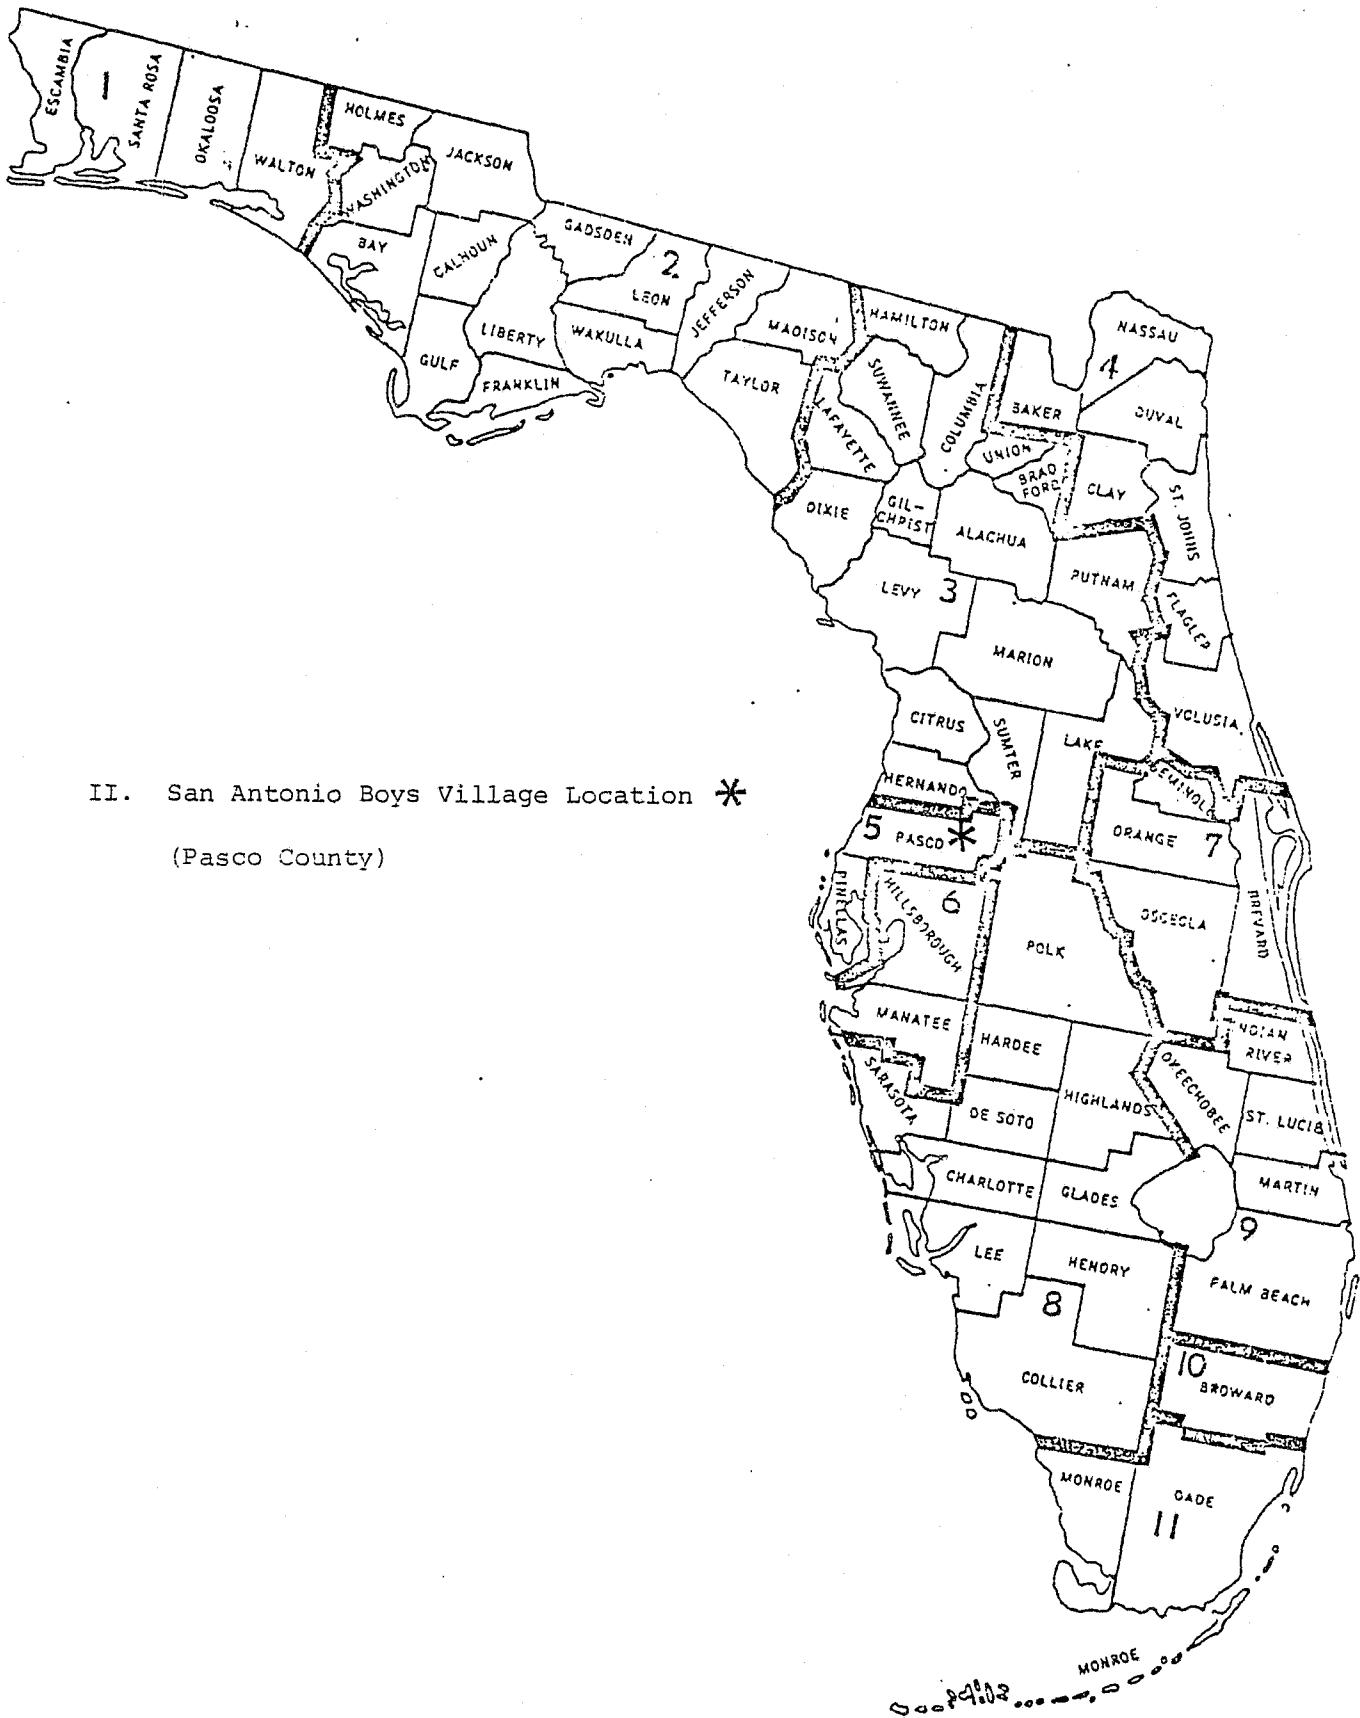 ESCAMBIA
1
SANTA ROSA
OKALOOSA
WALTON
HOLMES
JACKSON
WASHINGTON
BAY
CALHOUN
GADSDEN
2
LEON
LIBERTY
GULF
FRANKLIN
WAKULLA
JEFFERSON
MADISON
TAYLOR
HAMILTON
SUWANNEE
LAFAYETTE
COLUMBIA
BAKER
NASSAU
4
DUVAL
UNION
BRAD
FORD
CLAY
ST. JOHNS
DIXIE
GIL-
CHRIST
ALACHUA
PUTNAM
FLAGLER
LEVY 3
MARION
VOLUSIA
CITRUS
SUMTER
LAKE
HERNANDO
SEMINOLE
II. San Antonio Boys Village Location *
(Pasco County)
5 PASCO *
ORANGE 7
PINELLAS
HILLSBOROUGH
6
POLK
OSCEOLA
BREVARD
MANATEE
HARDEE
INDIAN
RIVER
SARASOTA
DE SOTO
HIGHLANDS
OKEECHOBEE
ST. LUCIE
CHARLOTTE
GLADES
MARTIN
9
LEE
HENDRY
8
PALM BEACH
10
BROWARD
COLLIER
MONROE
DADE
11
MONROE